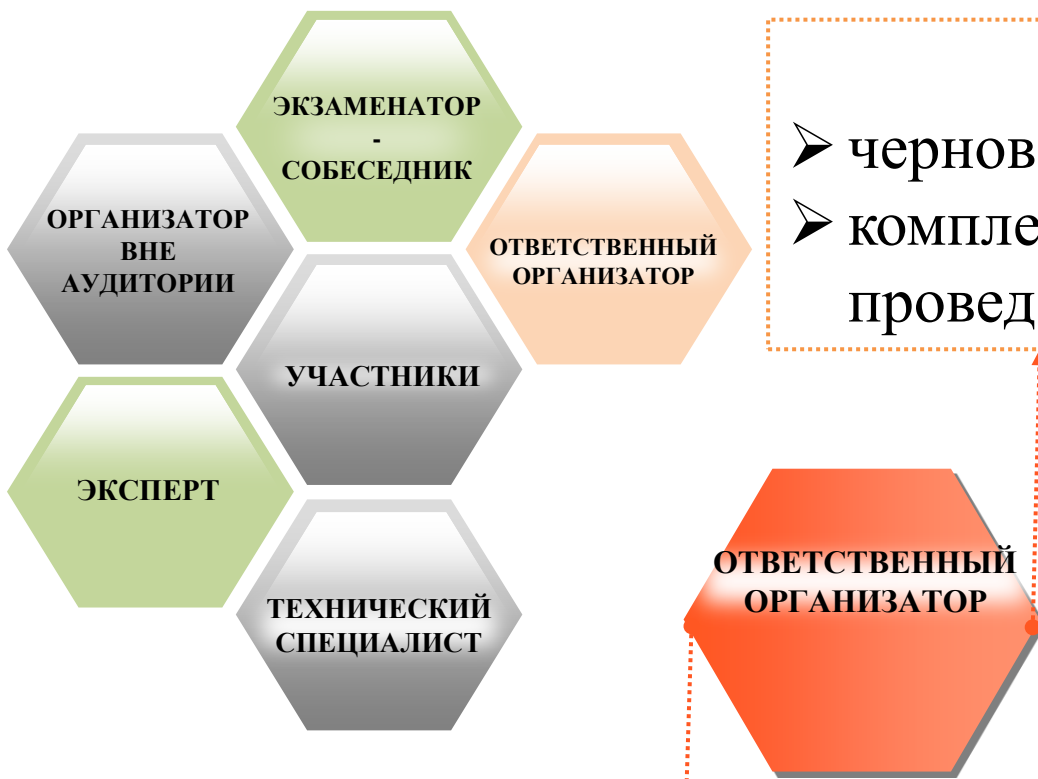 ЭКЗАМЕНАТОР
-
СОБЕСЕДНИК
ОРГАНИЗАТОР
ВНЕ
АУДИТОРИИ
ОТВЕТСТВЕННЫЙ
ОРГАНИЗАТОР
УЧАСТНИКИ
ЭКСПЕРТ
ТЕХНИЧЕСКИЙ
СПЕЦИАЛИСТ
➢ чернов
➢ компле
провед
ОТВЕТСТВЕННЫЙ
ОРГАНИЗАТОР